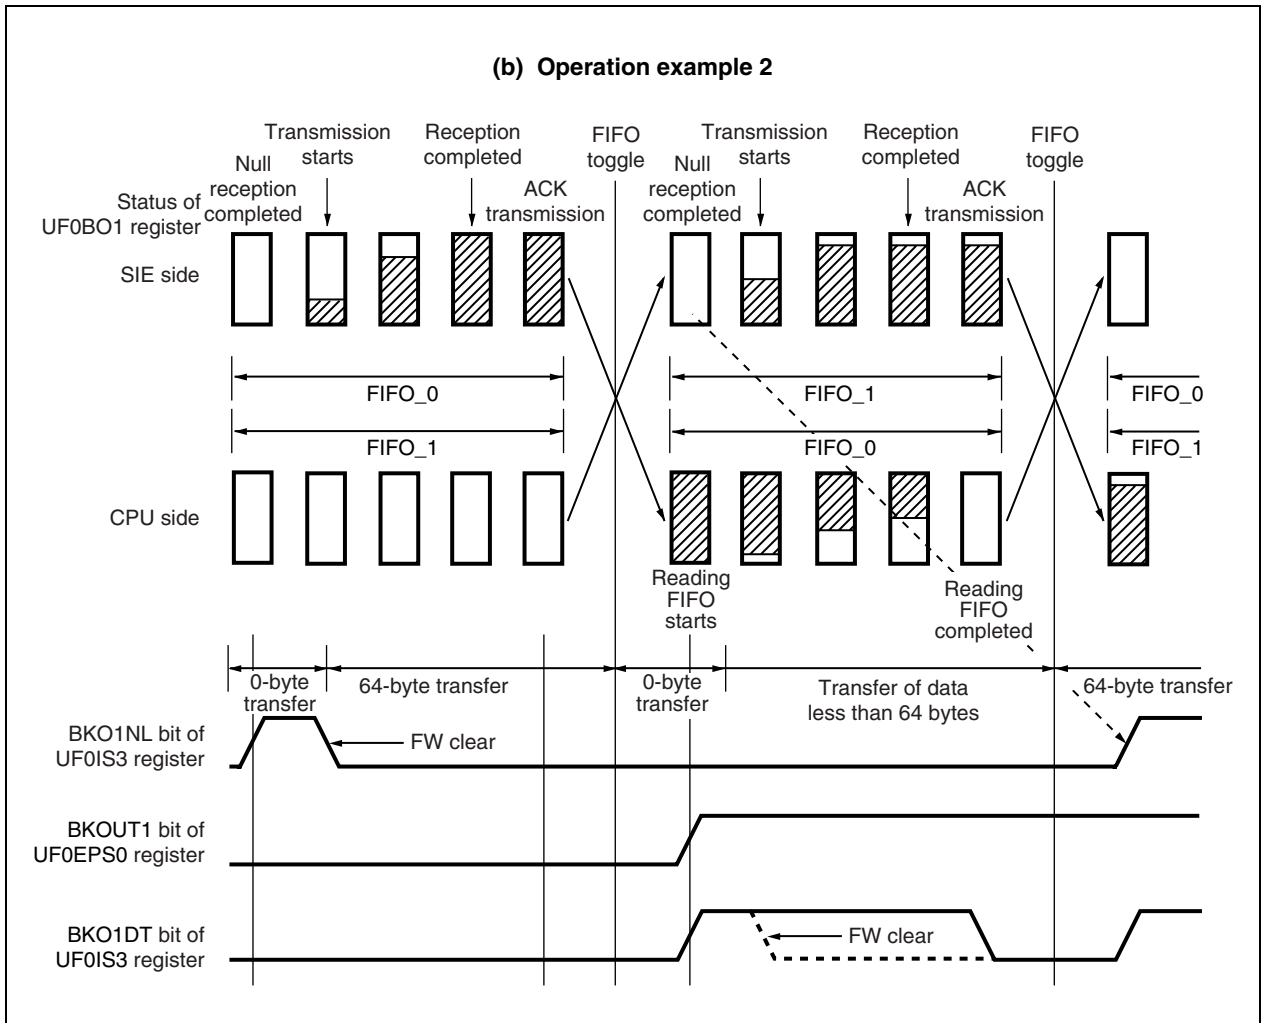 (b) Operation example 2
Transmission
starts
Reception
completed
FIFO
toggle
Transmission
starts
Reception
completed
FIFO
toggle
Null
reception
completed
ACK
transmission
Null
reception
completed
ACK
transmission
Status of
UF0BO1 register
SIE side
FIFO_0
FIFO_1
FIFO_0
FIFO_1
FIFO_0
FIFO_1
CPU side
Reading
FIFO
starts
Reading
FIFO
completed
0-byte
transfer
64-byte transfer
0-byte
transfer
Transfer of data
less than 64 bytes
64-byte transfer
BKO1NL bit of
UF0IS3 register
FW clear
BKOUT1 bit of
UF0EPS0 register
BKO1DT bit of
UF0IS3 register
FW clear